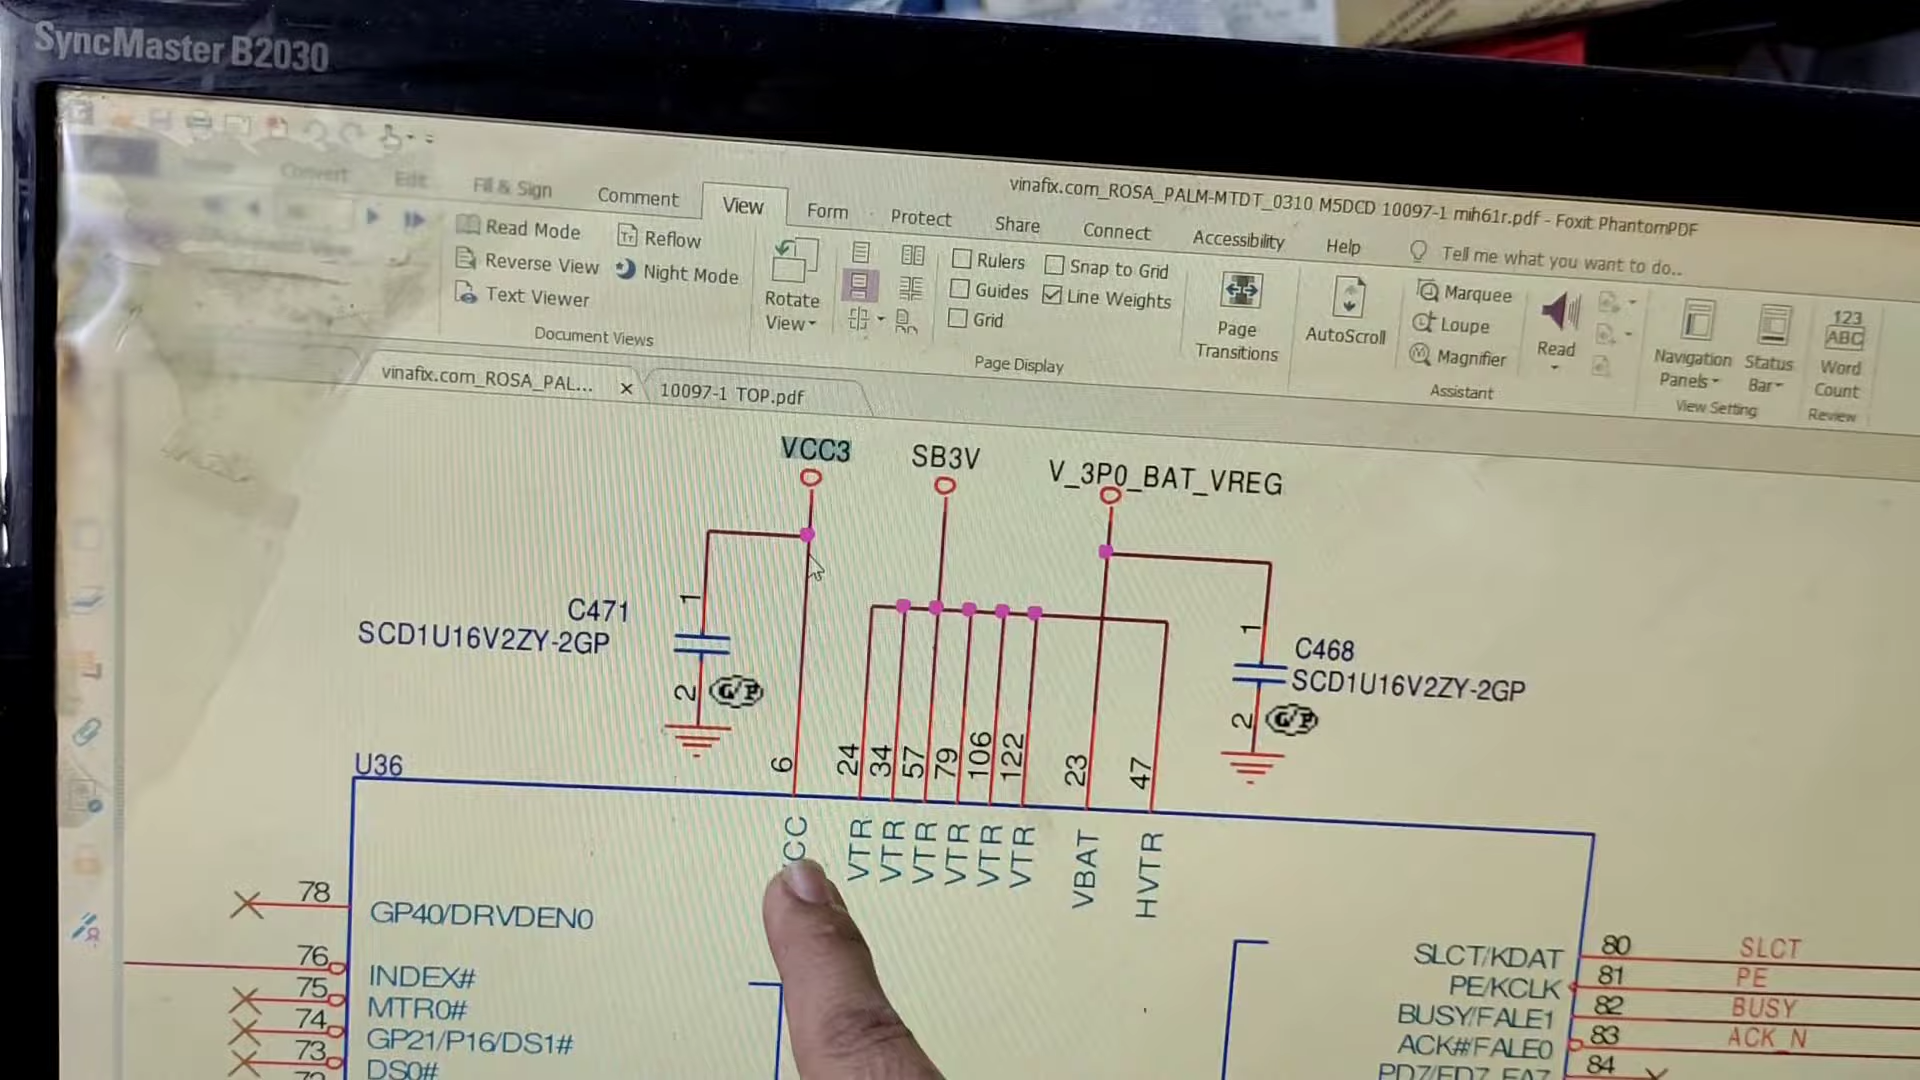 SyncMaster B2030
vinafix.com_ROSA_PALM-MTDT_0310 M5DCD 10097-1 mih61r.pdf - Foxit PhantomPDF
Convert Edit Fill & Sign Comment View Form Protect Share Connect Accessibility Help Tell me what you want to do..
Read Mode
Reverse View
Text Viewer
Reflow
Night Mode
Document Views
Rotate
View
Rulers
Guides
Grid
Snap to Grid
Line Weights
Page Display
Page
Transitions
AutoScroll
Marquee
Loupe
Magnifier
Assistant
Read
Navigation
Panels
Status
Bar
View Setting
123
ABC
Word
Count
Review
vinafix.com_ROSA_PAL... ×
10097-1 TOP.pdf
VCC3
SB3V
V_3P0_BAT_VREG
C471
SCD1U16V2ZY-2GP
1
2
G/P
C468
SCD1U16V2ZY-2GP
1
2
G/P
U36
6
24
34
57
79
106
122
23
47
VTR
VTR
VTR
VTR
VTR
VTR
VBAT
HVTR
78
GP40/DRVDEN0
76
INDEX#
75
MTR0#
74
GP21/P16/DS1#
73
DS0#
SLCT/KDAT 80 SLCT
PE/KCLK 81 PE
BUSY/FALE1 82 BUSY
ACK#FALE0 83 ACK_N
84